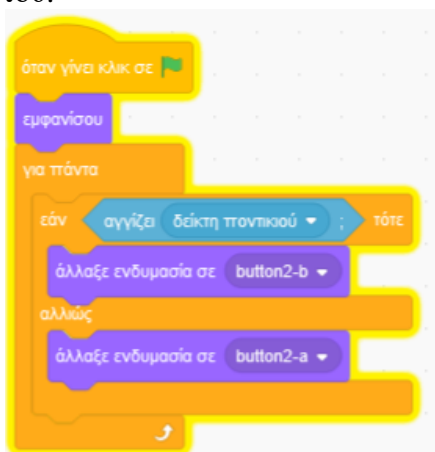 όταν γίνει κλικ σε
εμφανίσου
για πάντα
εάν αγγίζει δείκτη ποντικιού ; τότε
άλλαξε ενδυμασία σε button2-b
αλλιώς
άλλαξε ενδυμασία σε button2-a